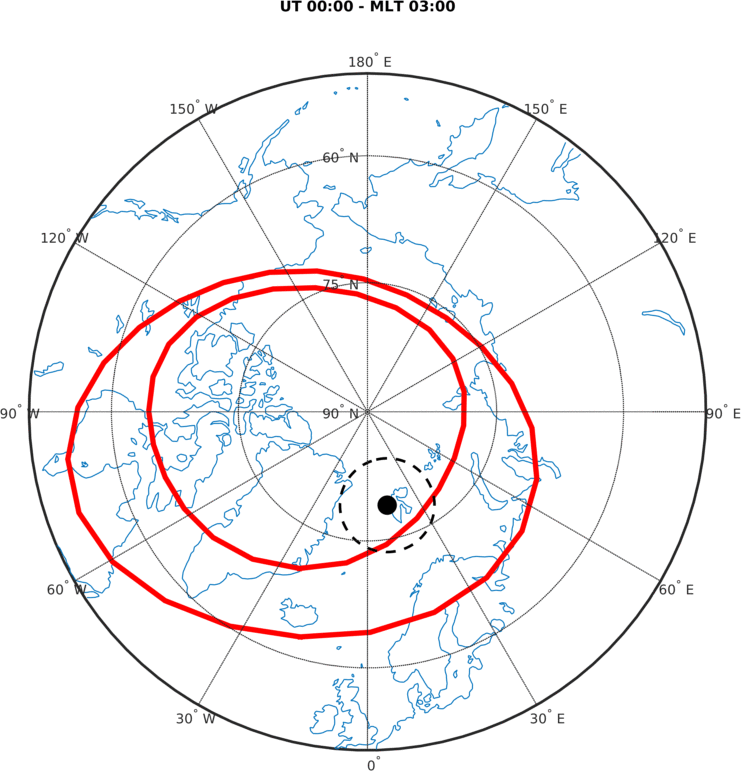 UT 00:00 - MLT 03:00
180° E
150° W
150° E
60° N
120° W
120° E
75° N
90° W
90° N
90° E
60° W
60° E
30° W
30° E
0°